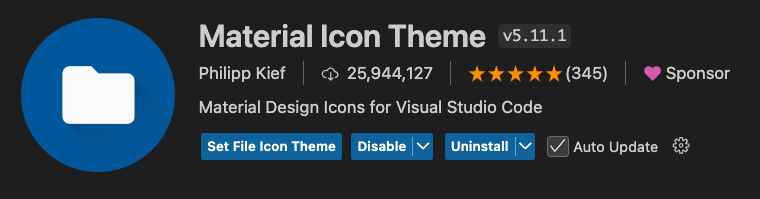 Material Icon Theme v5.11.1
Philipp Kief 25,944,127 (345) Sponsor
Material Design Icons for Visual Studio Code
Set File Icon Theme Disable Uninstall Auto Update